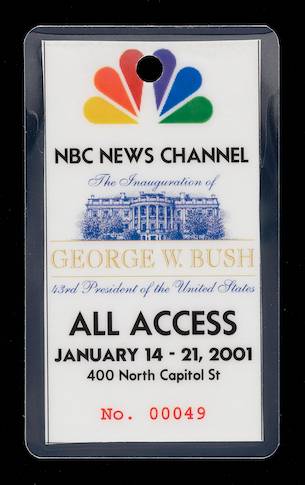 NBC NEWS CHANNEL
The Inauguration of
GEORGE W. BUSH
43rd President of the United States
ALL ACCESS
JANUARY 14 - 21, 2001
400 North Capitol St
No. 00049